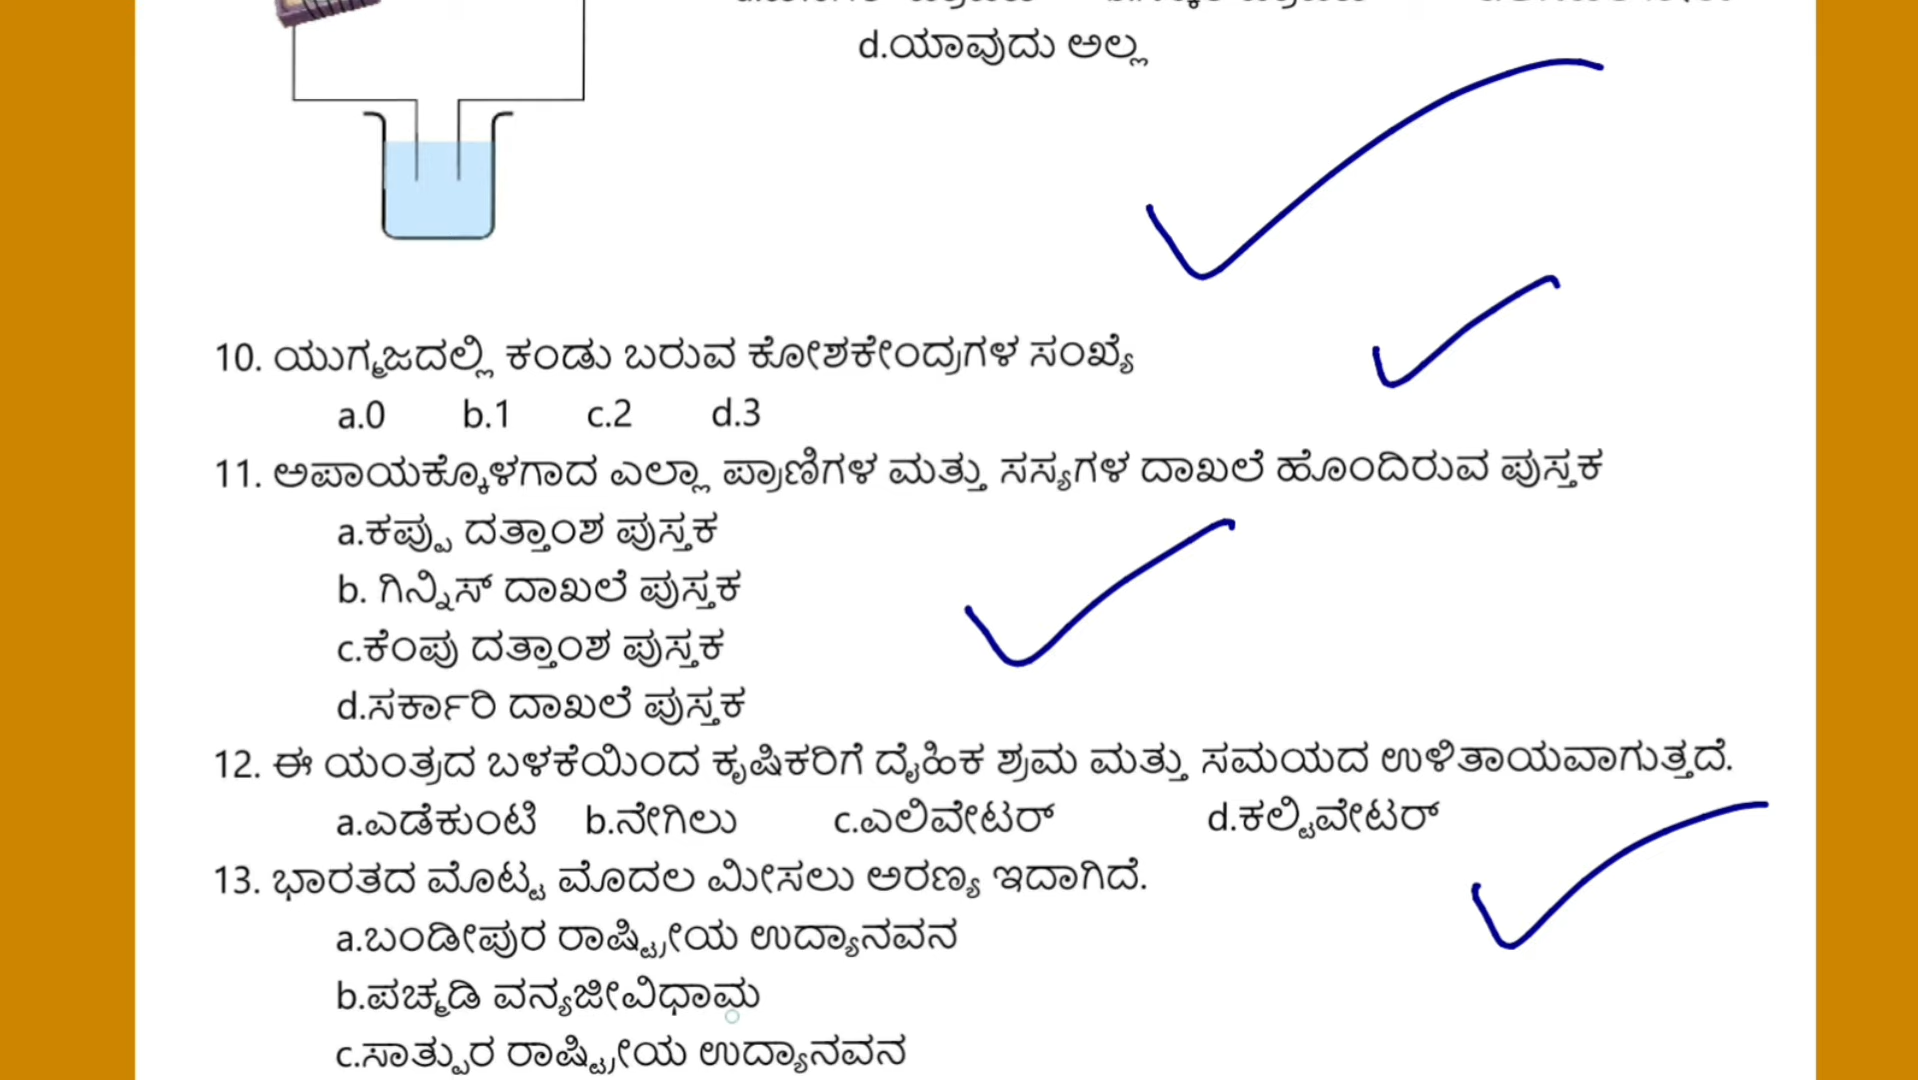 d.ಯಾವುದು ಅಲ್ಲ
10. ಯುಗ್ಮಜದಲ್ಲಿ ಕಂಡು ಬರುವ ಕೋಶಕೇಂದ್ರಗಳ ಸಂಖ್ಯೆ
a.0 b.1 c.2 d.3
11. ಅಪಾಯಕ್ಕೊಳಗಾದ ಎಲ್ಲಾ ಪ್ರಾಣಿಗಳ ಮತ್ತು ಸಸ್ಯಗಳ ದಾಖಲೆ ಹೊಂದಿರುವ ಪುಸ್ತಕ
a.ಕಪ್ಪು ದತ್ತಾಂಶ ಪುಸ್ತಕ
b. ಗಿನ್ನಿಸ್ ದಾಖಲೆ ಪುಸ್ತಕ
c.ಕೆಂಪು ದತ್ತಾಂಶ ಪುಸ್ತಕ
d.ಸರ್ಕಾರಿ ದಾಖಲೆ ಪುಸ್ತಕ
12. ಈ ಯಂತ್ರದ ಬಳಕೆಯಿಂದ ಕೃಷಿಕರಿಗೆ ದೈಹಿಕ ಶ್ರಮ ಮತ್ತು ಸಮಯದ ಉಳಿತಾಯವಾಗುತ್ತದೆ.
a.ಎಡೆಕುಂಟೆ b.ನೇಗಿಲು c.ಎಲಿವೇಟರ್ d.ಕಲ್ಟಿವೇಟರ್
13. ಭಾರತದ ಮೊಟ್ಟ ಮೊದಲ ಮೀಸಲು ಅರಣ್ಯ ಇದಾಗಿದೆ.
a.ಬಂಡೀಪುರ ರಾಷ್ಟ್ರೀಯ ಉದ್ಯಾನವನ
b.ಪಚ್ಮಡಿ ವನ್ಯಜೀವಿಧಾಮ
c.ಸಾತ್ಪುರ ರಾಷ್ಟ್ರೀಯ ಉದ್ಯಾನವನ